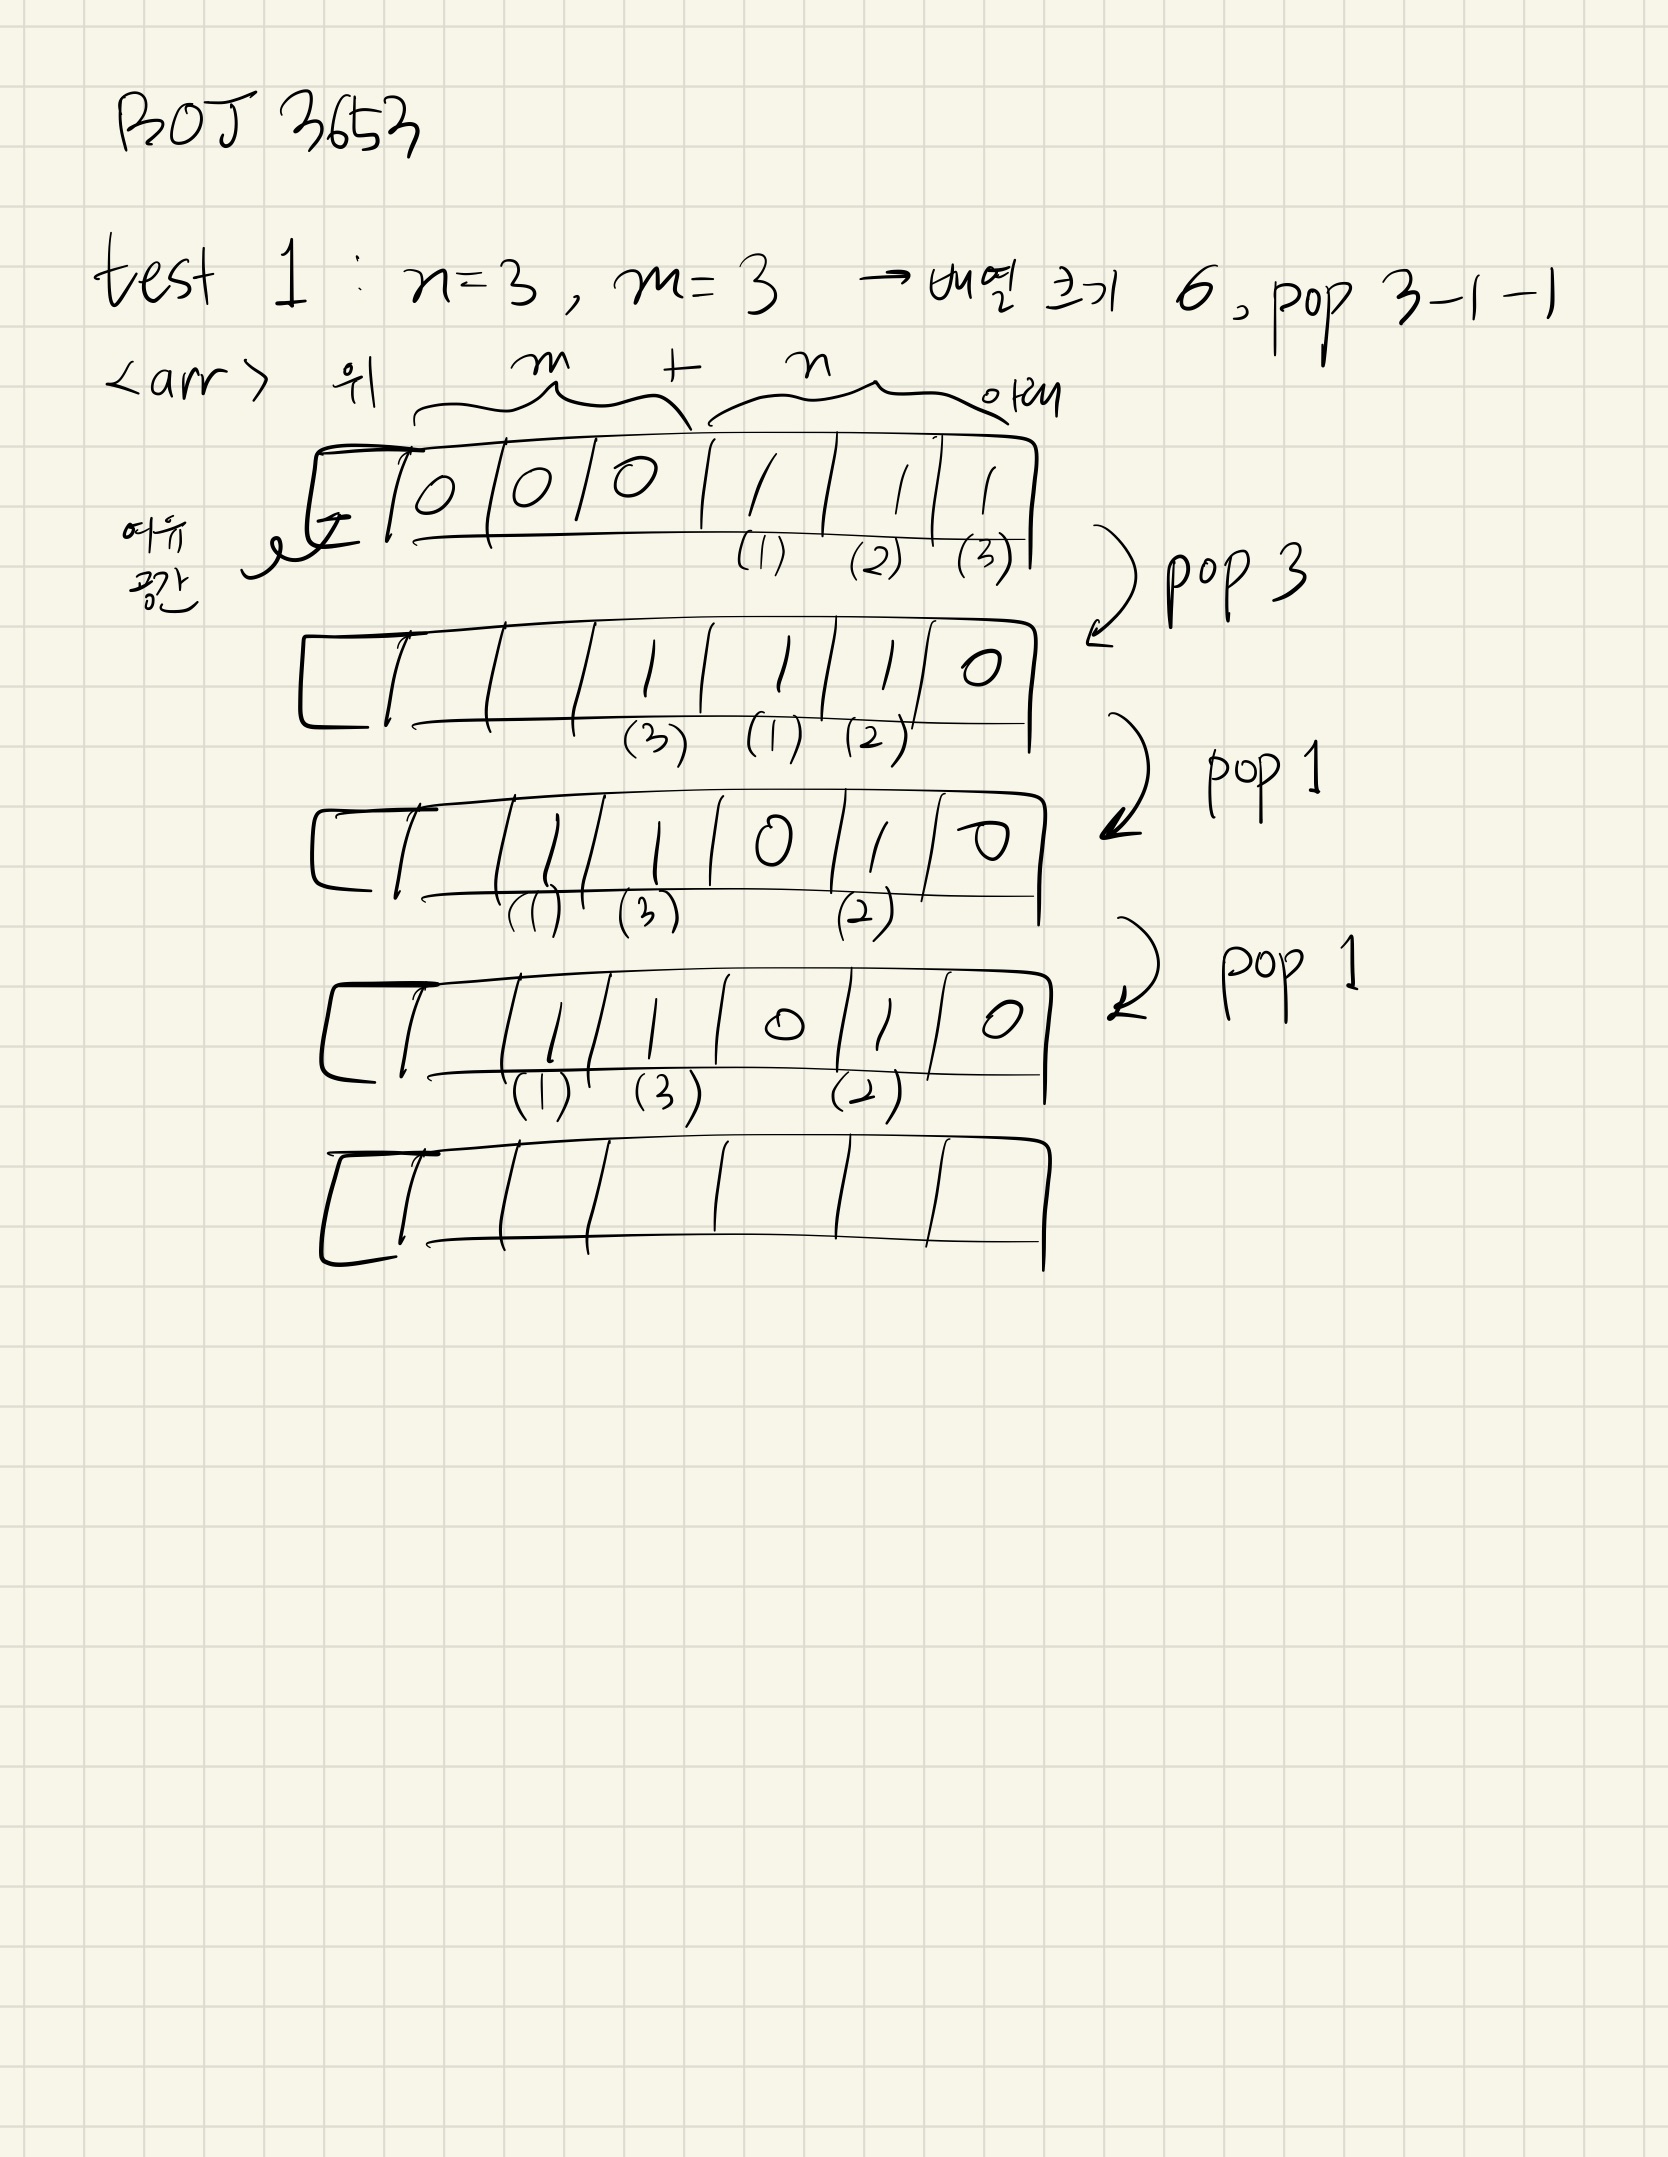 BOJ 3653
test 1 : n=3, m=3 → 배열 크기 6, pop 3-1-1
<arr> 위 m + n 아래
0 0 0 1 1 1
(1) (2) (3)
여유
공간
pop 3
1 1 1 0
(3) (1) (2)
pop 1
1 1 0 1 0
(1) (3) (2)
pop 1
1 1 0 1 0
(1) (3) (2)